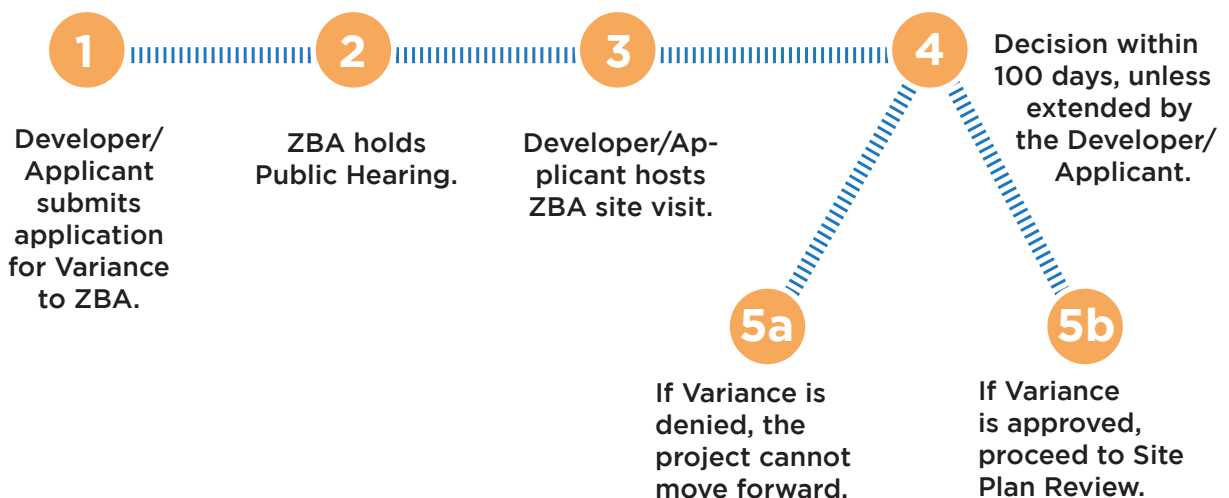 1
Developer/
Applicant
submits
application
for Variance
to ZBA.
2
ZBA holds
Public Hearing.
3
Developer/Ap-
plicant hosts
ZBA site visit.
4
Decision within
100 days, unless
extended by
the Developer/
Applicant.
5a
If Variance is
denied, the
project cannot
move forward.
5b
If Variance
is approved,
proceed to Site
Plan Review.